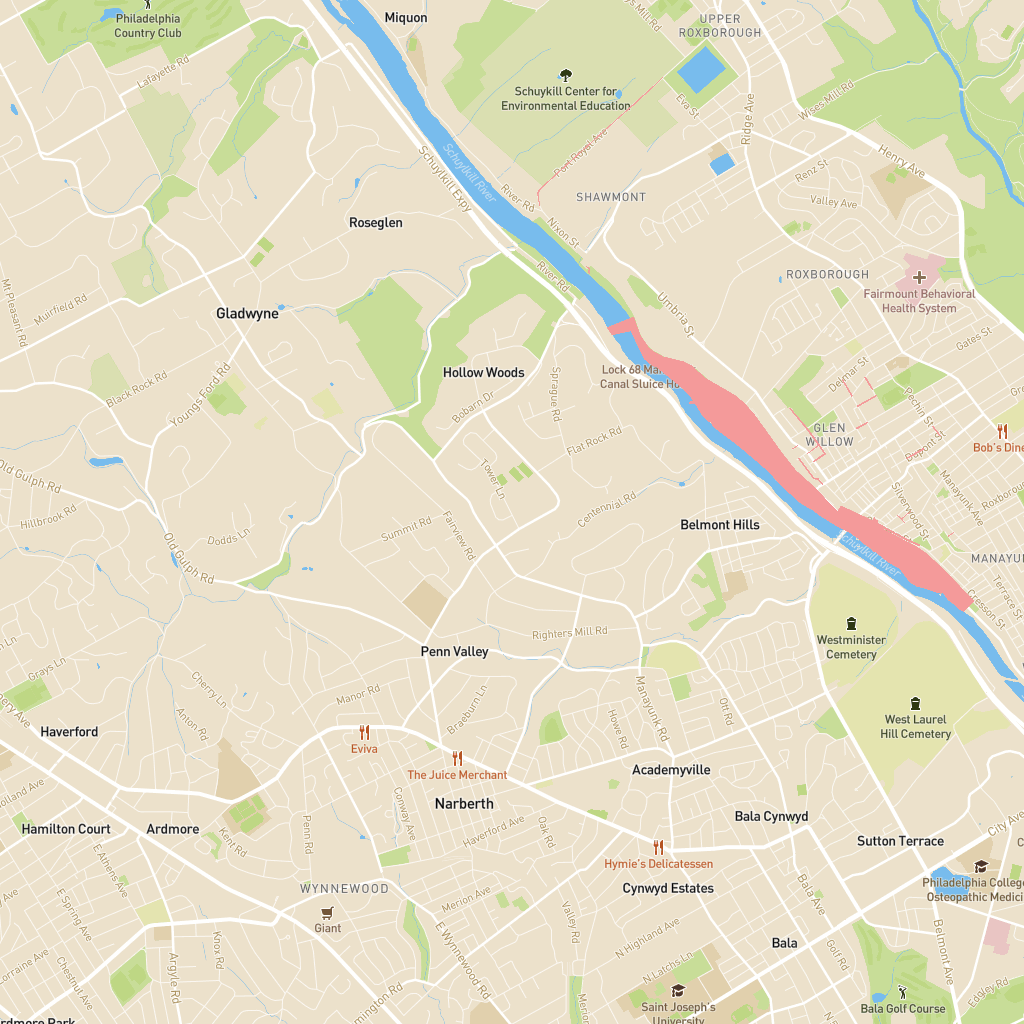 Miquon
UPPER
ROXBOROUGH
Philadelphia
Country Club
Lafayette Rd
Schuylkill Center for
Environmental Education
Eva St
Ridge Ave
Wises Mill Rd
Port Royal Ave
Henry Ave
Schuylkill River
Schuylkill Expy
River Rd
Nixon St
SHAWMONT
Renz St
Valley Ave
Roseglen
River Rd
ROXBOROUGH
Fairmount Behavioral
Health System
Mt Pleasant Rd
Muirfield Rd
Gladwyne
Umbria St
Gates St
Hollow Woods
Lock 68
Canal Sluice
Black Rock Rd
Youngs Ford Rd
Bobarn Dr
Sprague Rd
Delmar St
Pechin St
GLEN
WILLOW
Dupont St
Bob's
Flat Rock Rd
Tower Ln
Old Gulph Rd
Hillbrook Rd
Silverwood St
Manayunk Ave
Centennial Rd
Summit Rd
Fairview Rd
Belmont Hills
Dodds Ln
Old Gulph Rd
Schuylkill River
Terrace St
Cresson St
Righters Mill Rd
Westminister
Cemetery
Penn Valley
Grays Ln
Cherry Ln
Manor Rd
Braeburn Ln
Manayunk Rd
Ott Rd
Howe Rd
Anton Rd
West Laurel
Hill Cemetery
Haverford
Eviva
The Juice Merchant
Academyville
Narberth
Conway Ave
Haverford Ave
Oak Rd
Penn Rd
Bala Cynwyd
City Ave
Hamilton Court
Ardmore
Kent Rd
Sutton Terrace
Hymie's Delicatessen
E Athens Ave
E Spring Ave
WYNNEWOOD
Cynwyd Estates
Philadelphia College
Osteopathic
Bala Ave
Merion Ave
Giant
E Wynnewood Rd
Valley Rd
N Highland Ave
Belmont Ave
Knox Rd
Bala
Golf Rd
N Latchs Ln
Chestnut Ave
Argyle Rd
Edgley Rd
Saint Joseph's
University
Bala Golf Course